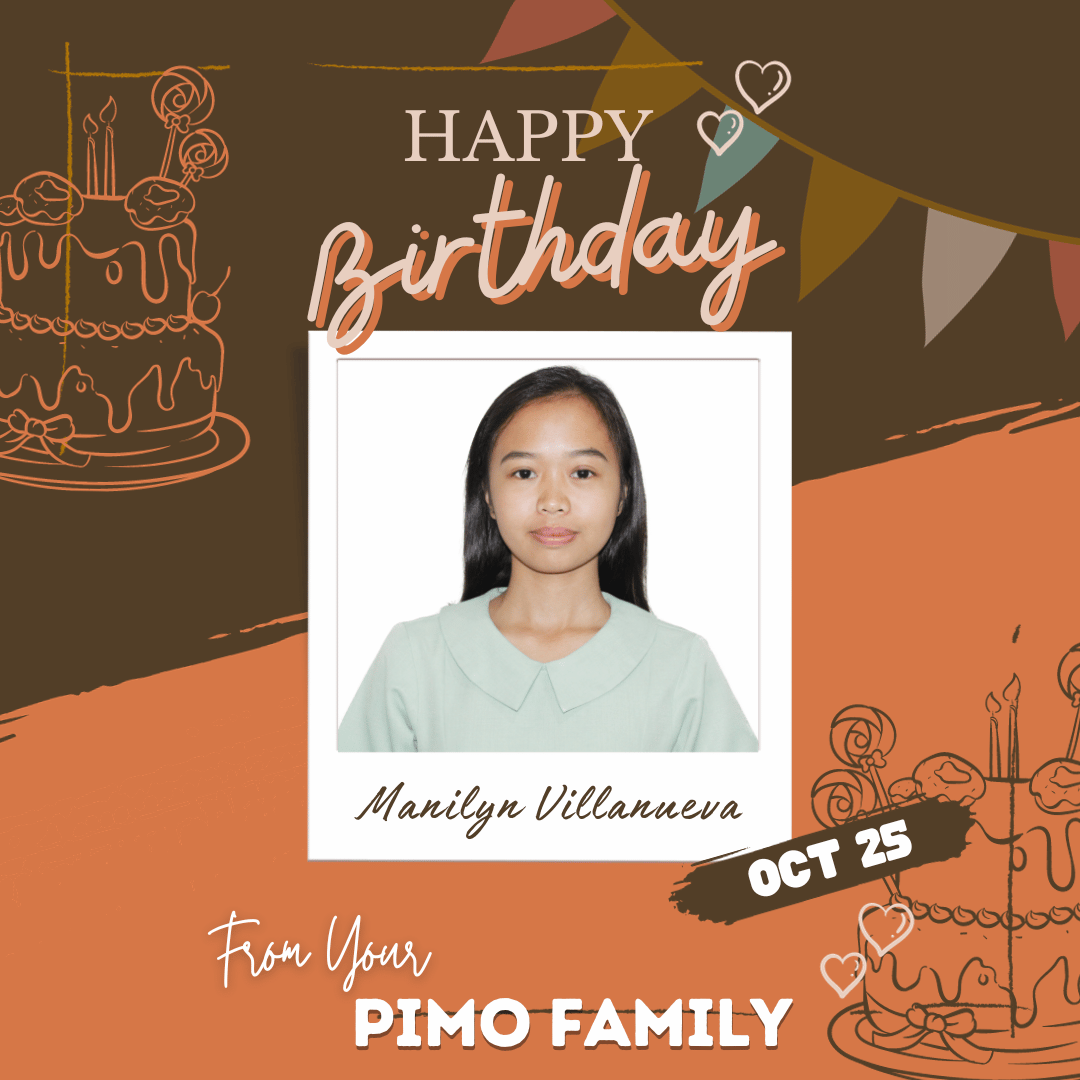 HAPPY
Birthday
Manilyn Villanueva
OCT 25
From Your
PIMO FAMILY